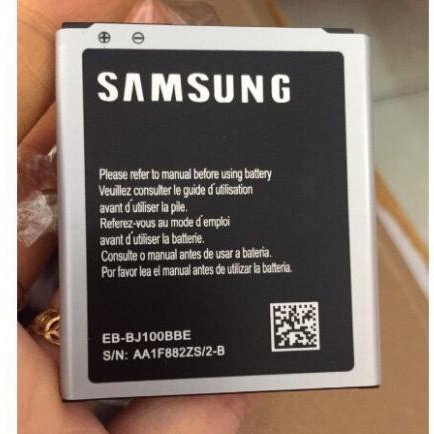 ⊕ ⊖
SAMSUNG
Please refer to manual before using battery
Veuillez consulter le guide d'utilisation
avant d'utiliser la pile.
Referez-vous au mode d'emploi
avant d'utiliser la batterie.
Consulte o manual antes de usar a bateria.
Por favor lea el manual antes de utilizar la batería.
EB-BJ100BBE
S/N: AA1F882ZS/2-B